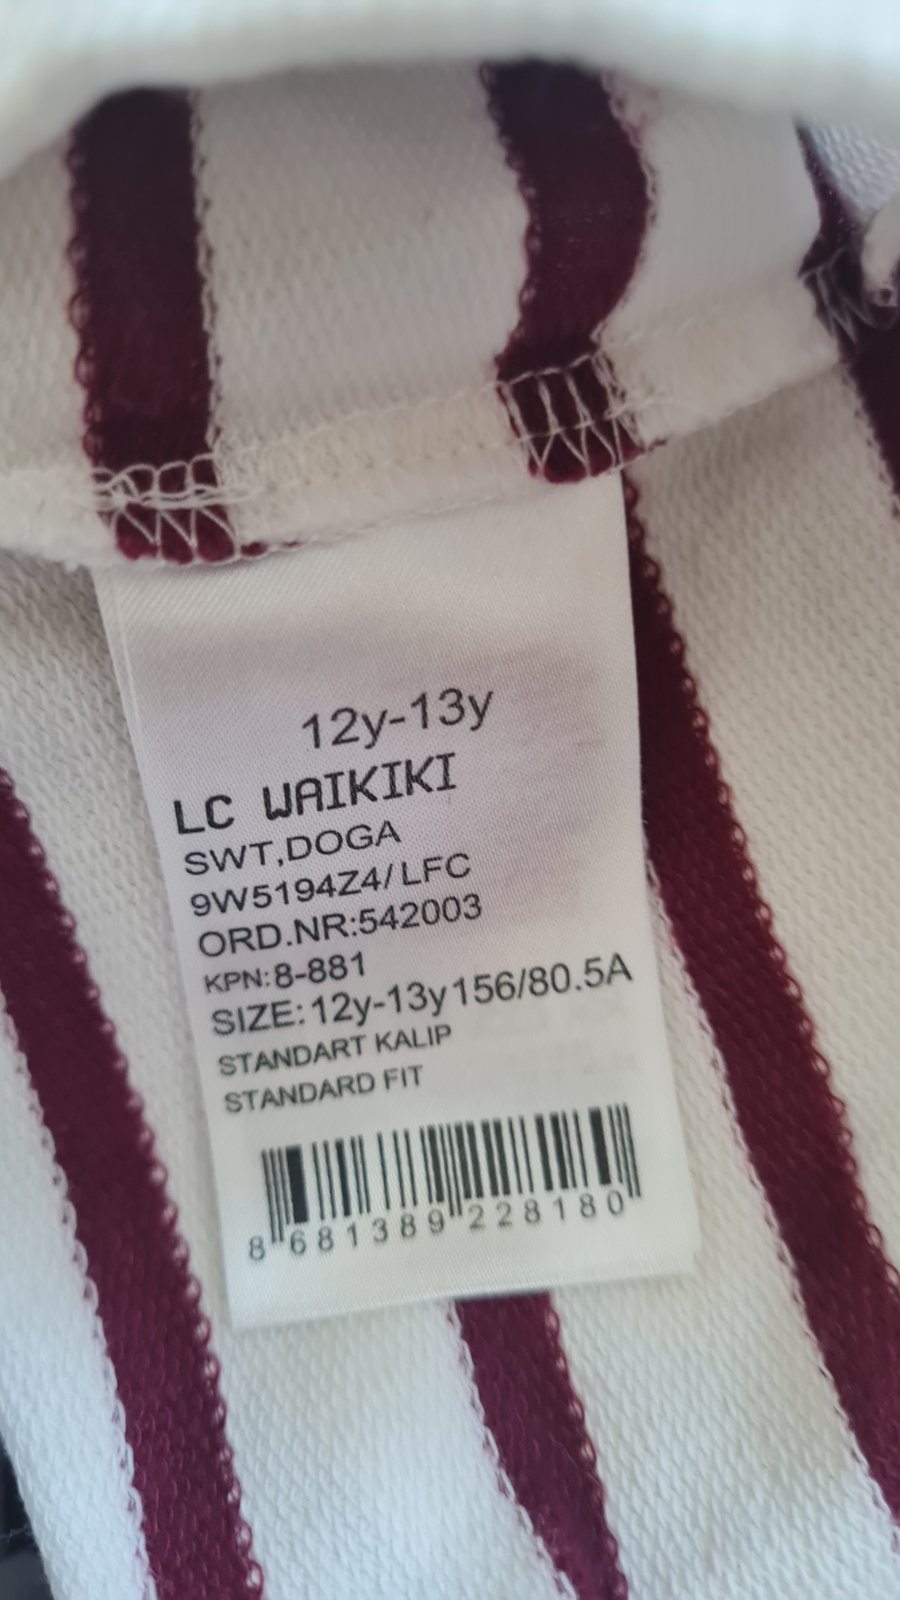 12y-13y
LC WAIKIKI
SWT,DOGA
9W5194Z4/LFC
ORD.NR:542003
KPN:8-881
SIZE:12y-13y156/80.5A
STANDART KALIP
STANDARD FIT
8681389228180